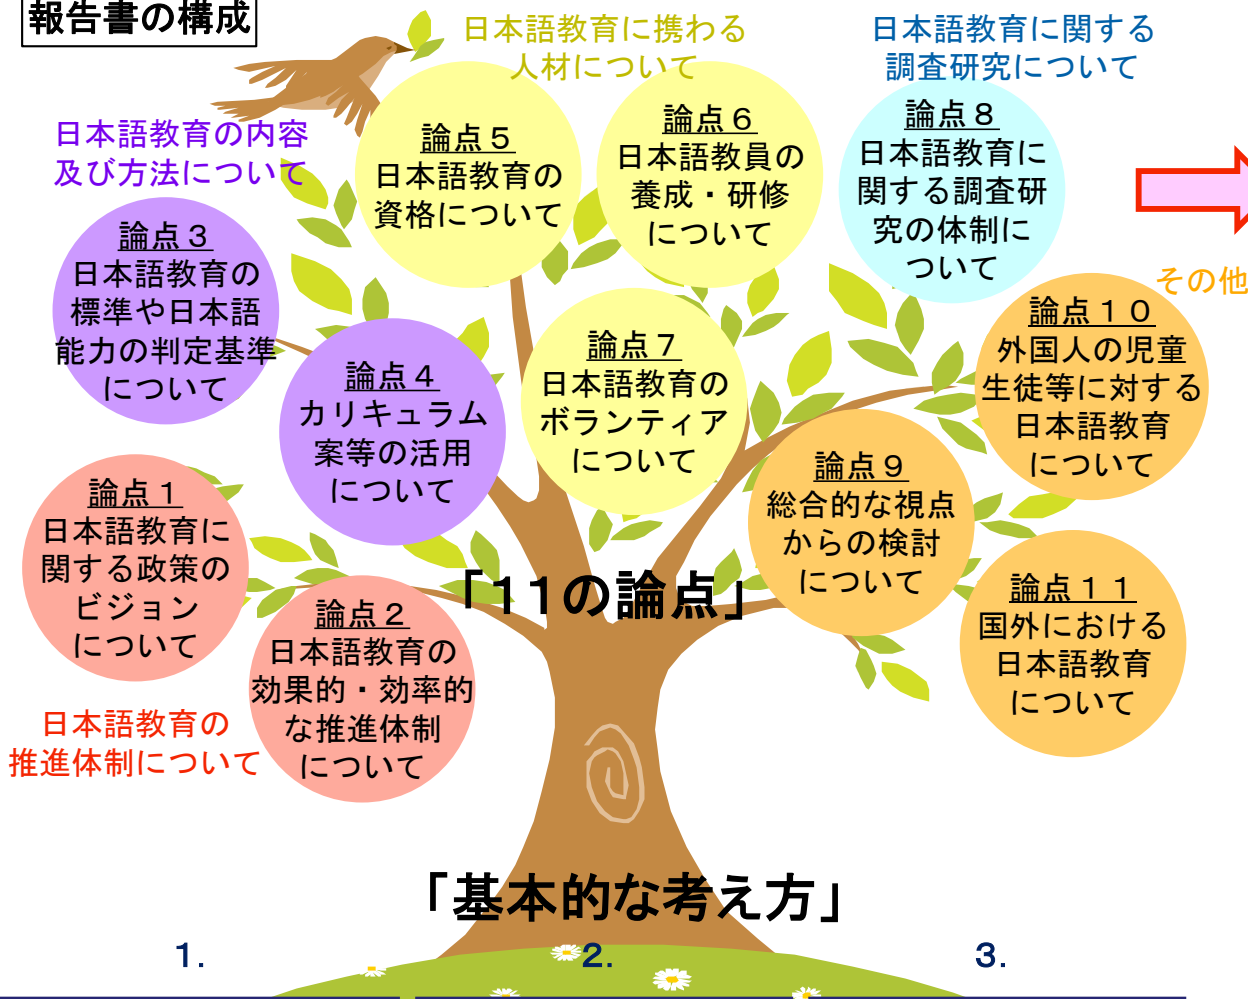 報告書の構成
日本語教育に携わる
人材について
日本語教育に関する
調査研究について
日本語教育の内容
及び方法について
論点５
日本語教育の
資格について
論点６
日本語教員の
養成・研修
について
論点８
日本語教育に
関する調査研
究の体制に
ついて
論点３
日本語教育の
標準や日本語
能力の判定基準
について
論点４
カリキュラム
案等の活用
について
論点７
日本語教育の
ボランティア
について
その他
論点１０
外国人の児童
生徒等に対する
日本語教育
について
論点９
総合的な視点
からの検討
について
論点１
日本語教育に
関する政策の
ビジョン
について
論点２
日本語教育の
効果的・効率的
な推進体制
について
論点１１
国外における
日本語教育
について
「11の論点」
日本語教育の
推進体制について
「基本的な考え方」
1.
2.
3.